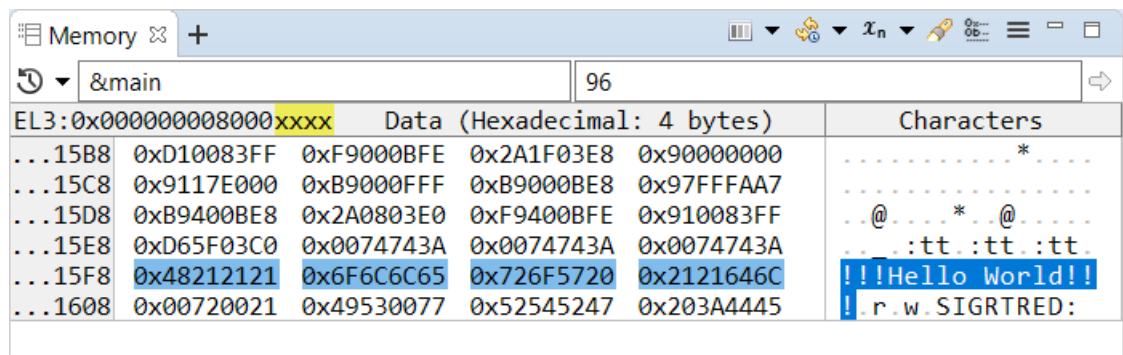 Memory
&main 96
EL3:0x000000008000xxxx Data (Hexadecimal: 4 bytes) Characters
...15B8 0xD10083FF 0xF9000BFE 0x2A1F03E8 0x90000000 ...........*....
...15C8 0x9117E000 0xB9000FFF 0xB9000BE8 0x97FFFAA7 ................
...15D8 0xB9400BE8 0x2A0803E0 0xF9400BFE 0x910083FF ..@....*..@.....
...15E8 0xD65F03C0 0x0074743A 0x0074743A 0x0074743A .._.:tt.:tt.:tt.
...15F8 0x48212121 0x6F6C6C65 0x726F5720 0x2121646C !!!Hello World!!
...1608 0x00720021 0x49530077 0x52545247 0x203A4445 !.r.w.SIGRTRED: